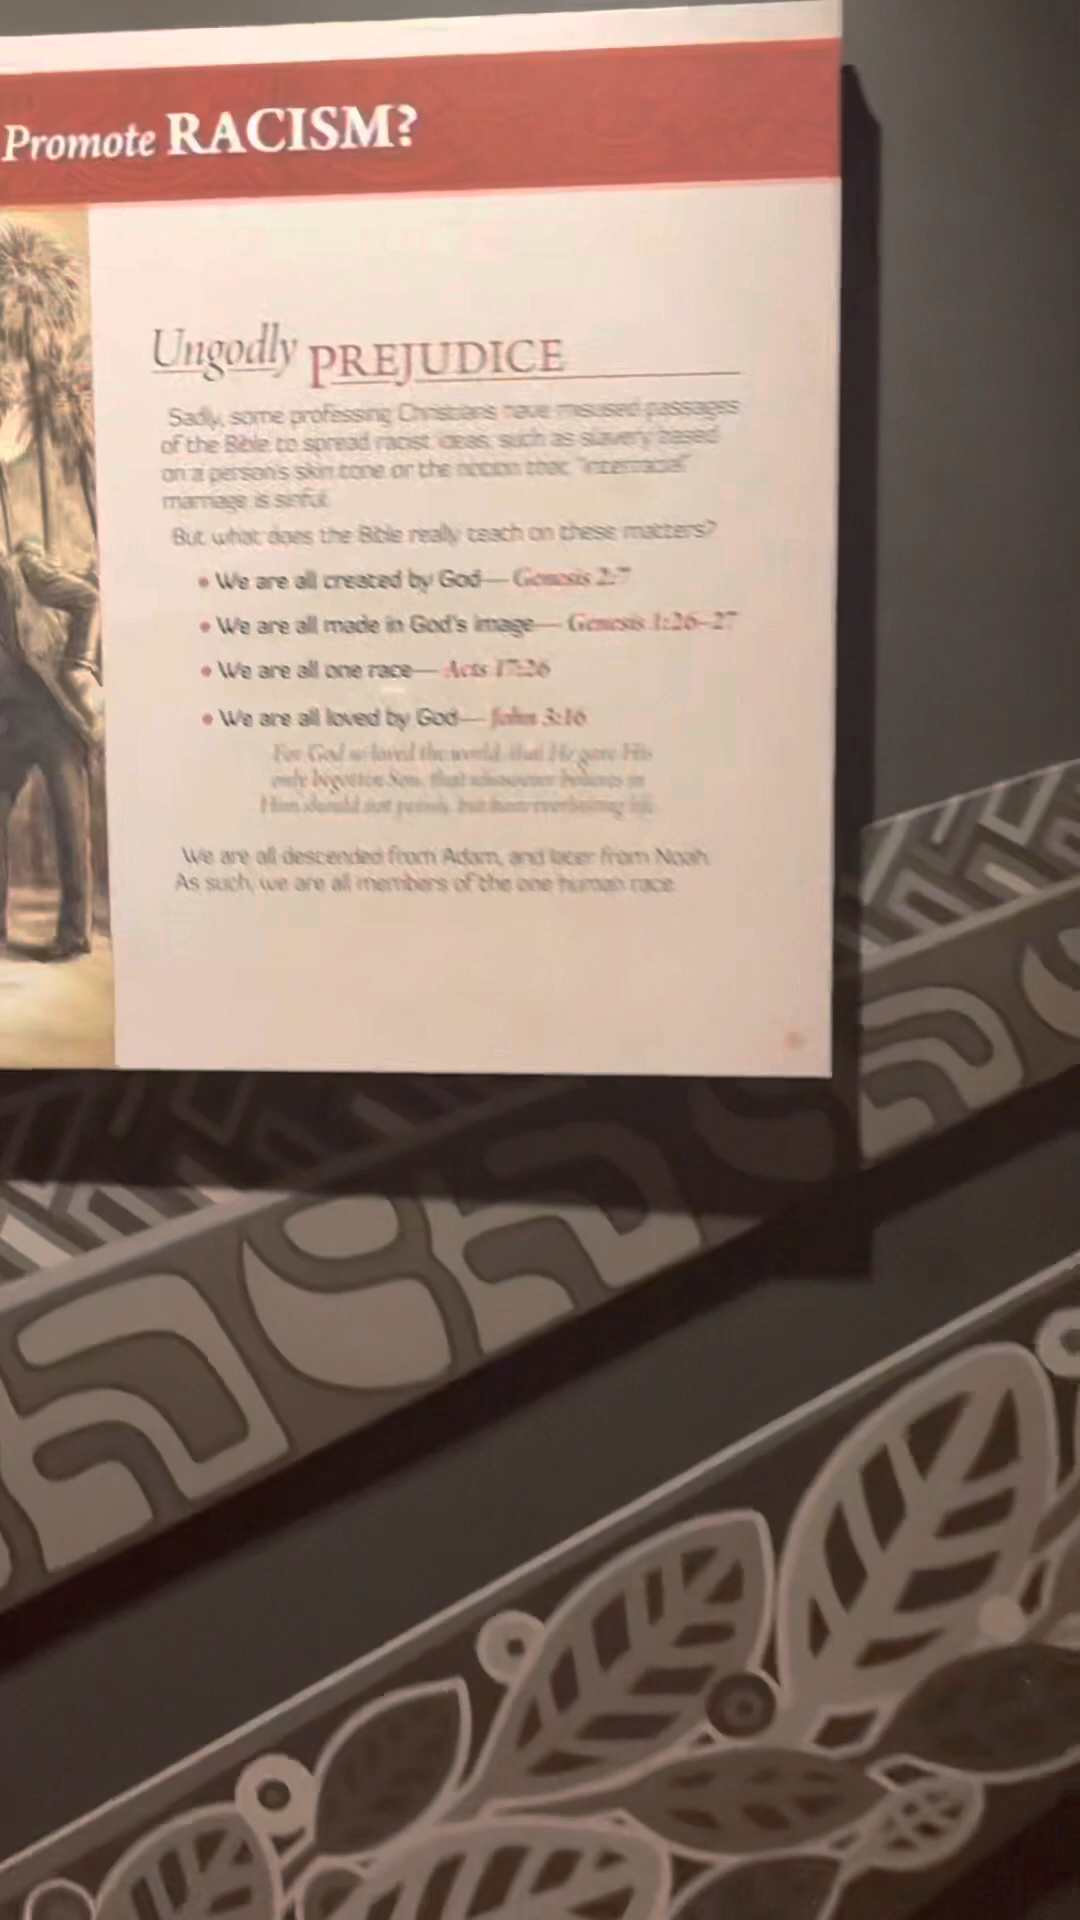 Promote RACISM?
Ungodly PREJUDICE
Sadly, some professing Christians have misused passages
of the Bible to spread racist ideas, such as slavery based
on a person's skin tone or the notion that "interracial"
marriage is sinful.
But what does the Bible really teach on these matters?
• We are all created by God— Genesis 2:7
• We are all made in God's image— Genesis 1:26–27
• We are all one race— Acts 17:26
• We are all loved by God— John 3:16
For God so loved the world, that He gave His
only begotten Son, that whosoever believes in
Him should not perish, but have everlasting life.
We are all descended from Adam, and later from Noah.
As such, we are all members of the one human race.